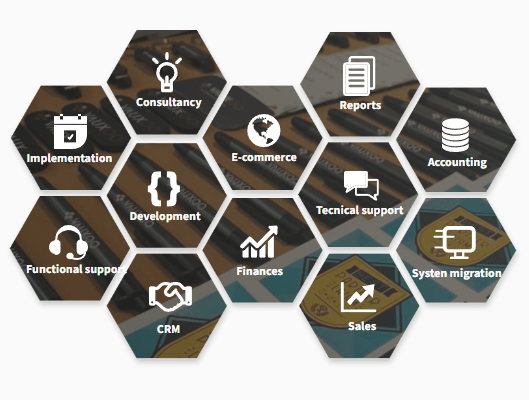 Consultancy
Reports
Implementation
E-commerce
Accounting
Development
Tecnical support
Functional support
Finances
Systen migration
CRM
Sales